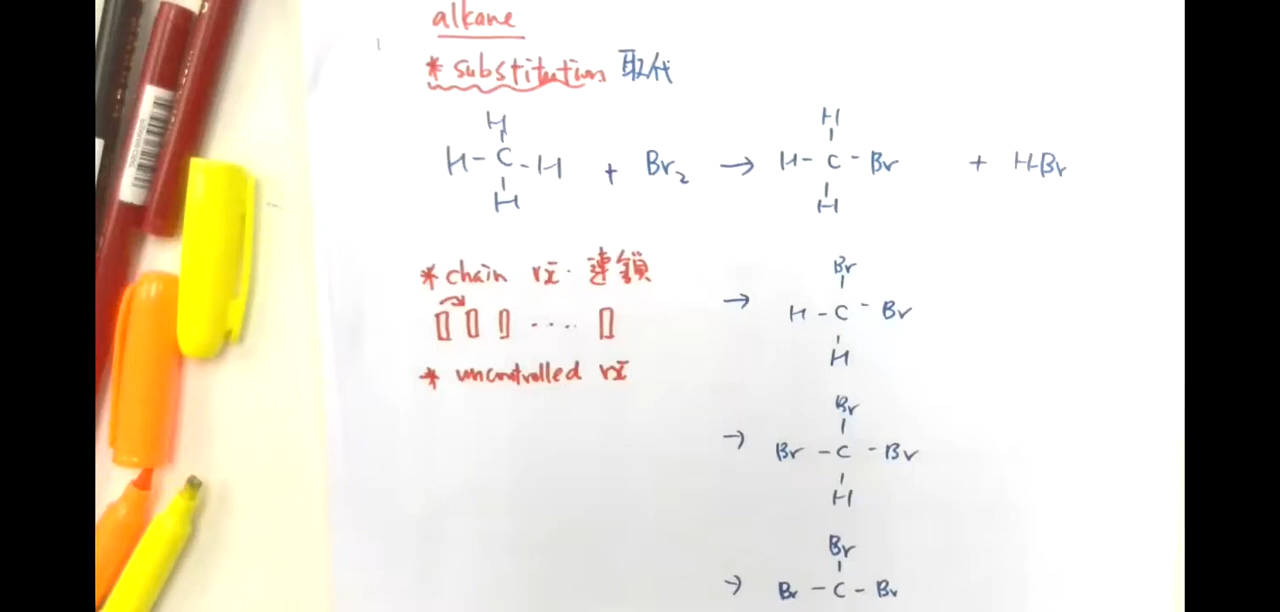 alkane
* substitution 取代
H
H - C - H + Br₂ → H - C - Br + HBr
H
H
H
* chain rx. 連鎖
Br
→ H - C - Br
H
....
* uncontrolled rx
Br
→ Br - C - Br
H
Br
→ Br - C - Br